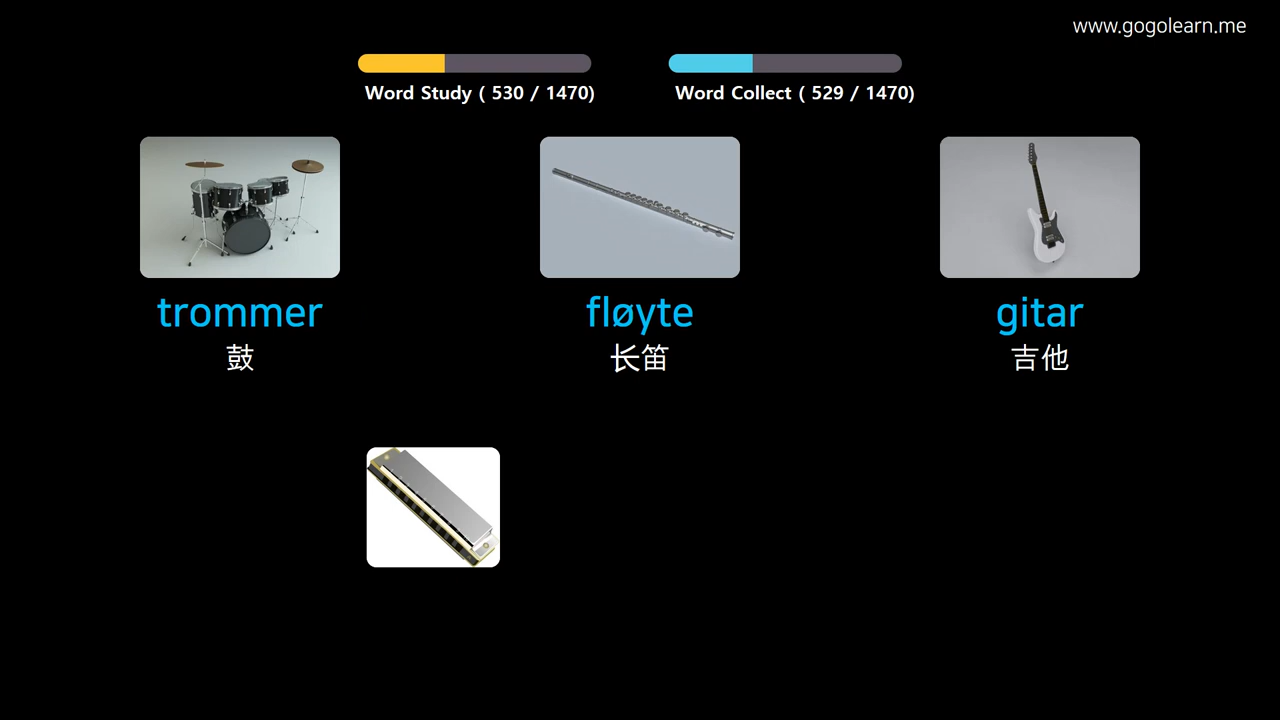 www.gogolearn.me
Word Study ( 530 / 1470)
Word Collect ( 529 / 1470)
trommer
鼓
fløyte
长笛
gitar
吉他